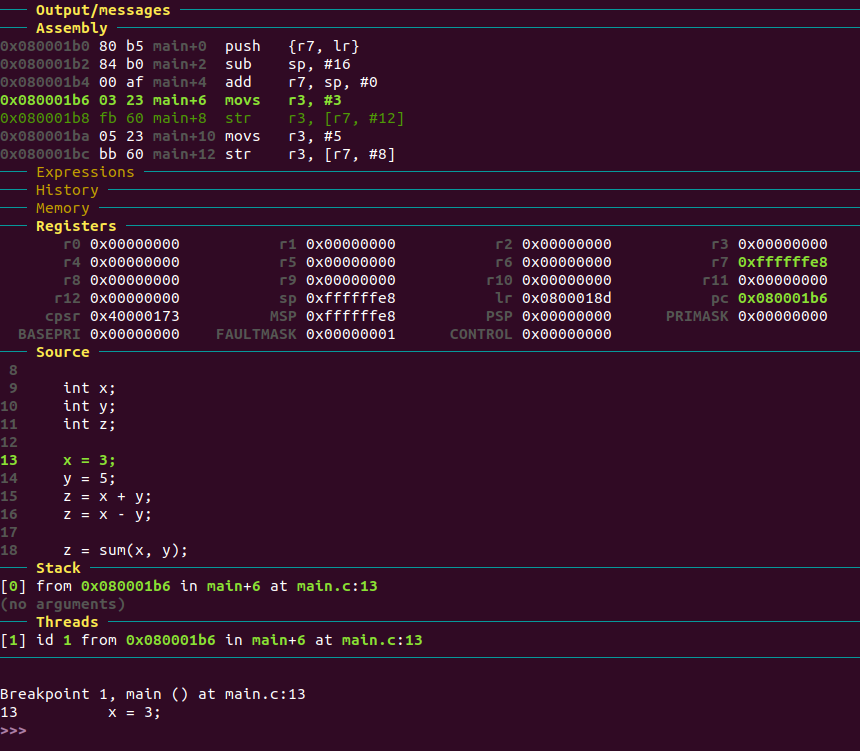 Output/messages
Assembly
0x080001b0 80 b5 main+0 push {r7, lr}
0x080001b2 84 b0 main+2 sub sp, #16
0x080001b4 00 af main+4 add r7, sp, #0
0x080001b6 03 23 main+6 movs r3, #3
0x080001b8 fb 60 main+8 str r3, [r7, #12]
0x080001ba 05 23 main+10 movs r3, #5
0x080001bc bb 60 main+12 str r3, [r7, #8]
Expressions
History
Memory
Registers
r0 0x00000000 r1 0x00000000 r2 0x00000000 r3 0x00000000
r4 0x00000000 r5 0x00000000 r6 0x00000000 r7 0xffffffe8
r8 0x00000000 r9 0x00000000 r10 0x00000000 r11 0x00000000
r12 0x00000000 sp 0xffffffe8 lr 0x0800018d pc 0x080001b6
cpsr 0x40000173 MSP 0xffffffe8 PSP 0x00000000 PRIMASK 0x00000000
BASEPRI 0x00000000 FAULTMASK 0x00000001 CONTROL 0x00000000
Source
8
9 int x;
10 int y;
11 int z;
12
13 x = 3;
14 y = 5;
15 z = x + y;
16 z = x - y;
17
18 z = sum(x, y);
Stack
[0] from 0x080001b6 in main+6 at main.c:13
(no arguments)
Threads
[1] id 1 from 0x080001b6 in main+6 at main.c:13
Breakpoint 1, main () at main.c:13
13 x = 3;
>>>